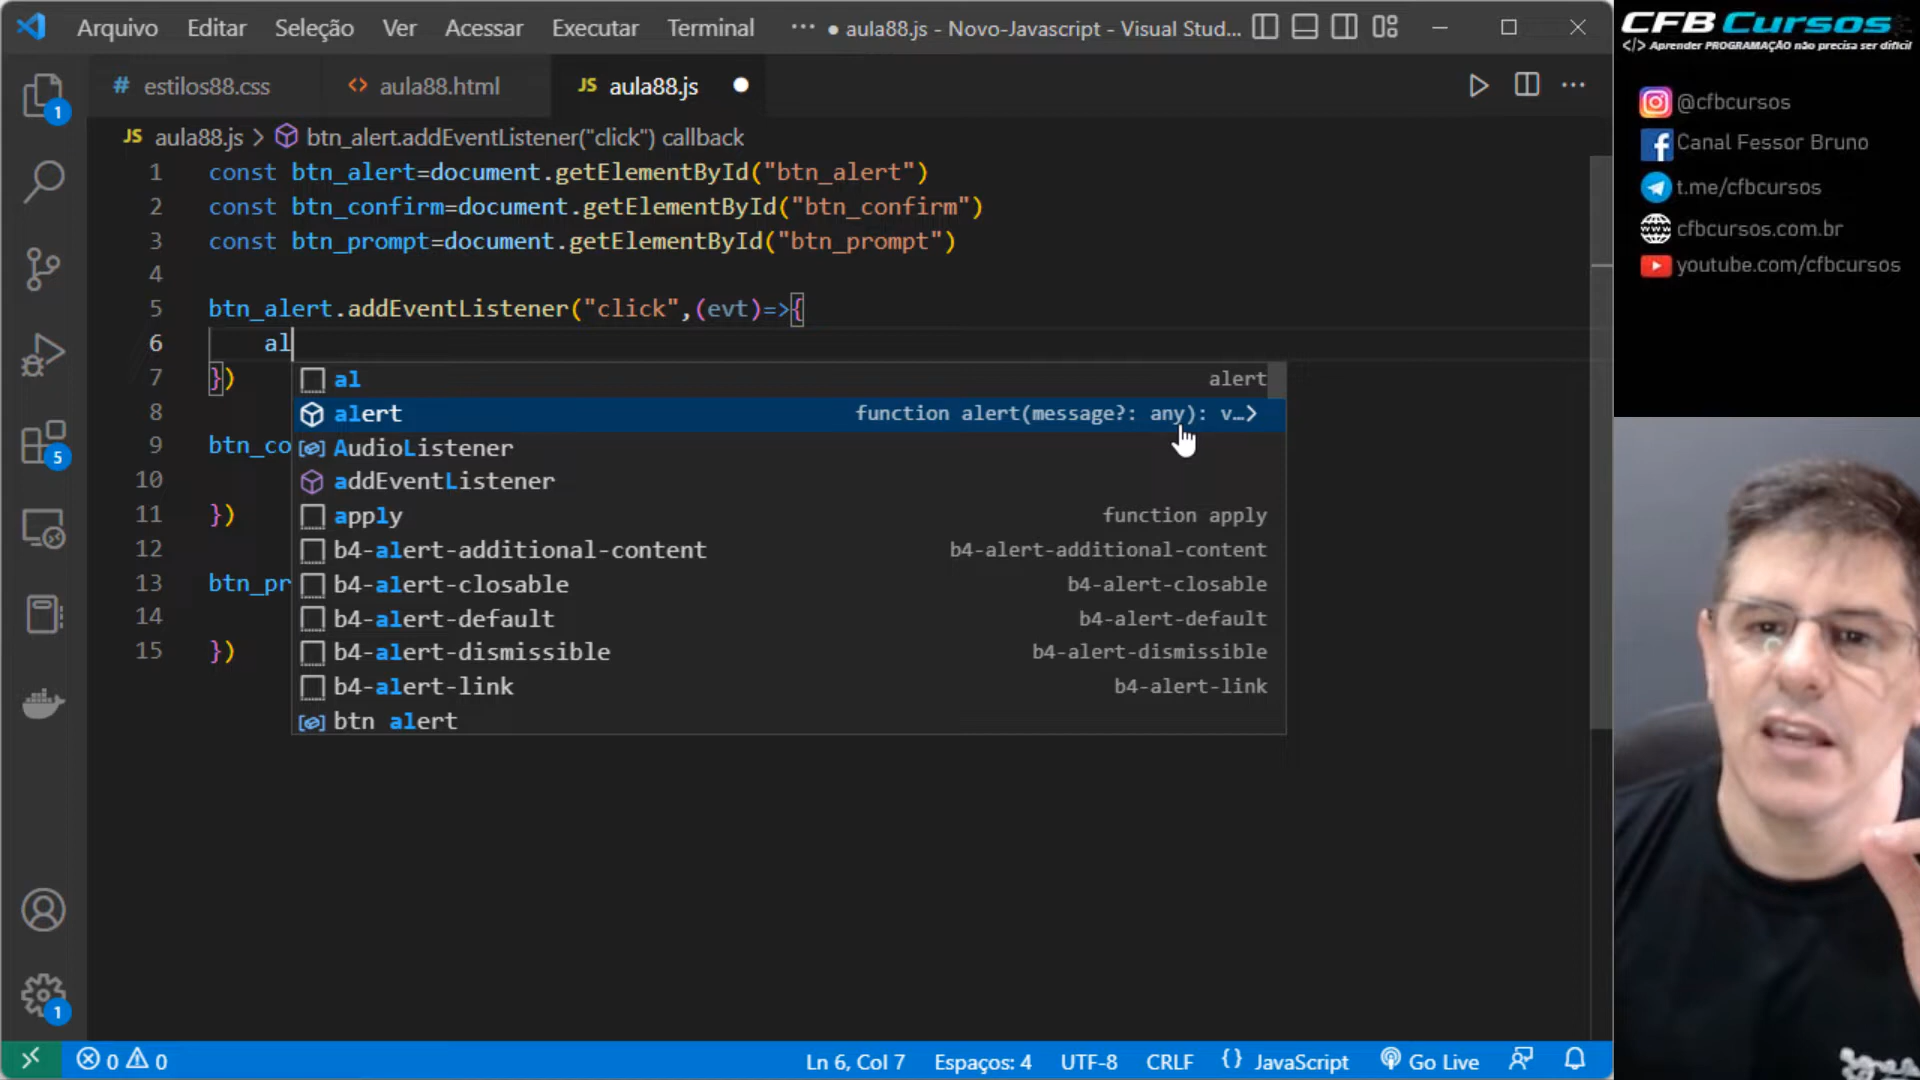 Arquivo Editar Seleção Ver Acessar Executar Terminal ··· ● aula88.js - Novo-Javascript - Visual Stud...
# estilos88.css <> aula88.html JS aula88.js ●
JS aula88.js > btn_alert.addEventListener("click") callback
1 const btn_alert=document.getElementById("btn_alert")
2 const btn_confirm=document.getElementById("btn_confirm")
3 const btn_prompt=document.getElementById("btn_prompt")
4
5 btn_alert.addEventListener("click",(evt)=>{
6 al
7 })
8
9 btn_co
10
11 })
12
13 btn_pr
14
15 })
al alert
alert function alert(message?: any): v…>
AudioListener
addEventListener
apply function apply
b4-alert-additional-content b4-alert-additional-content
b4-alert-closable b4-alert-closable
b4-alert-default b4-alert-default
b4-alert-dismissible b4-alert-dismissible
b4-alert-link b4-alert-link
btn alert
1
5
1
0 0 Ln 6, Col 7 Espaços: 4 UTF-8 CRLF {} JavaScript Go Live
CFB Cursos
</> Aprender PROGRAMAÇÃO não precisa ser difícil
@cfbcursos
Canal Fessor Bruno
t.me/cfbcursos
cfbcursos.com.br
youtube.com/cfbcursos